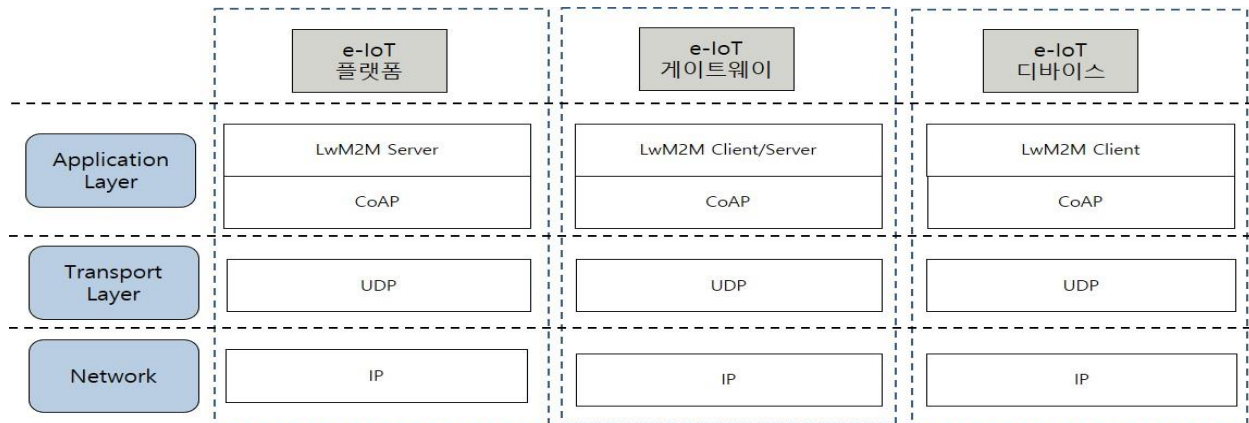 e-IoT
플랫폼
e-IoT
게이트웨이
e-IoT
디바이스
Application
Layer
LwM2M Server
LwM2M Client/Server
LwM2M Client
CoAP
CoAP
CoAP
Transport
Layer
UDP
UDP
UDP
Network
IP
IP
IP